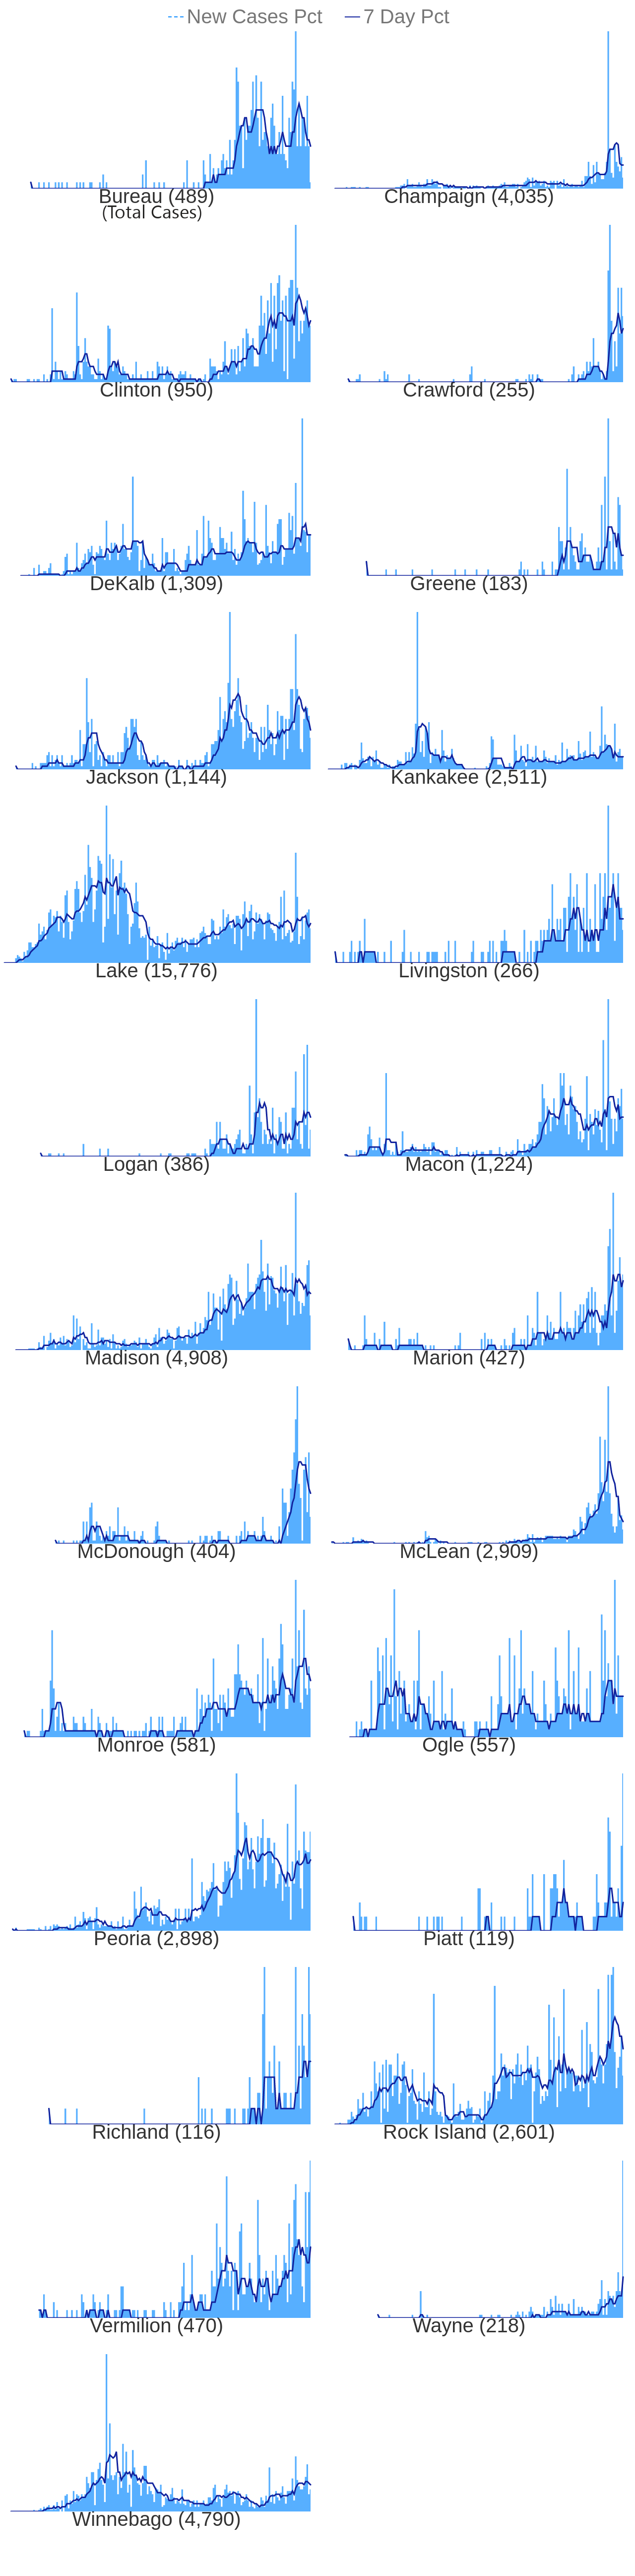 New Cases Pct 7 Day Pct
Bureau (489) Champaign (4,035)
(Total Cases)
Clinton (950) Crawford (255)
DeKalb (1,309) Greene (183)
Jackson (1,144) Kankakee (2,511)
Lake (15,776) Livingston (266)
Logan (386) Macon (1,224)
Madison (4,908) Marion (427)
McDonough (404) McLean (2,909)
Monroe (581) Ogle (557)
Peoria (2,898) Piatt (119)
Richland (116) Rock Island (2,601)
Vermilion (470) Wayne (218)
Winnebago (4,790)